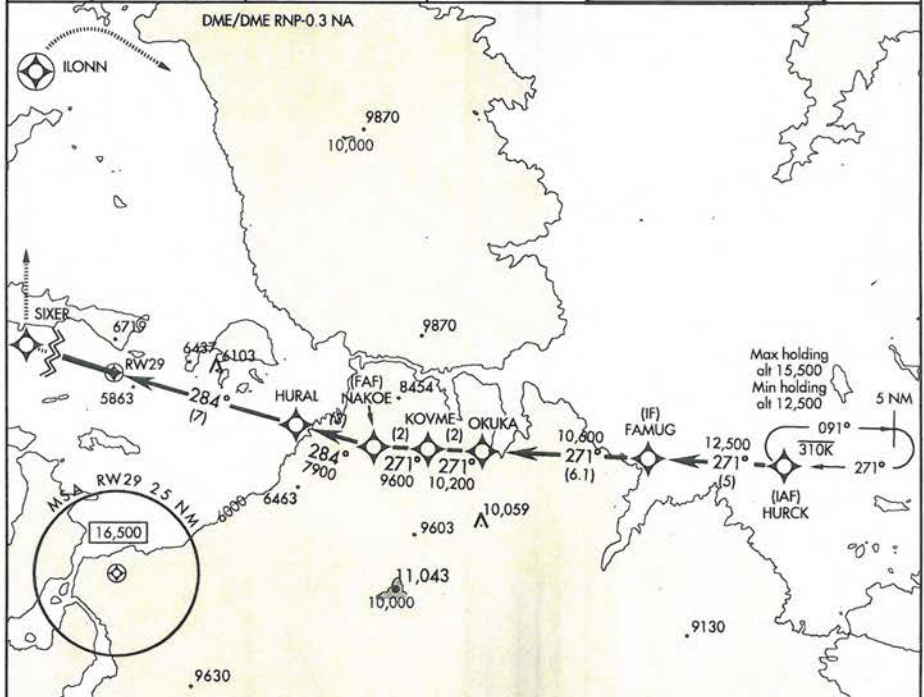 DME/DME RNP-0.3 NA
ILONN
9870
10,000
9870
SIXER
6719
RW29
5863
6437
6103
284°
(7)
HURAL
(FAF)
NAKOE
8454
KOVME
OKUKA
(3)
284°
7900
(2)
271°
9600
(2)
271°
10,200
10,600
271°
(6.1)
(IF)
FAMUG
12,500
271°
(5)
Max holding
alt 15,500
Min holding
alt 12,500
5 NM
091°
310K
271°
(IAF)
HURCK
6463
6000
9603
10,059
11,043
10,000
9130
9630
MSA RW29 25 NM
16,500